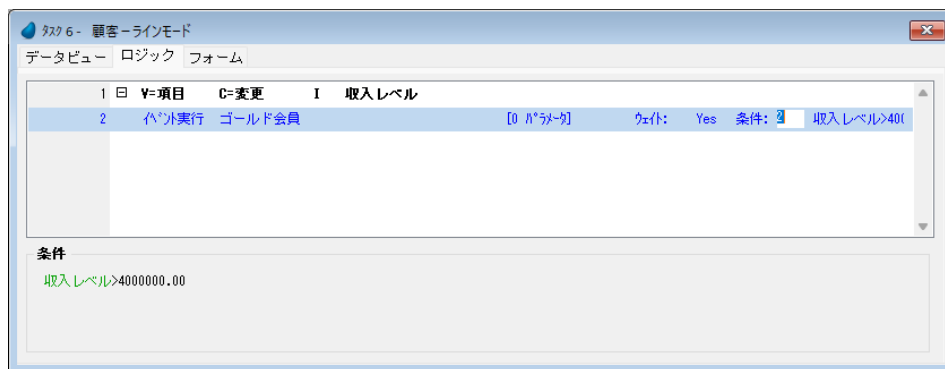 タスク 6 - 顧客－ラインモード
データビュー ロジック フォーム
1 V=項目 C=変更 I 収入レベル
2 イベント実行 ゴールド会員 [0 パラメータ] ウェイト: Yes 条件: 2 収入レベル>400
条件
収入レベル>4000000.00